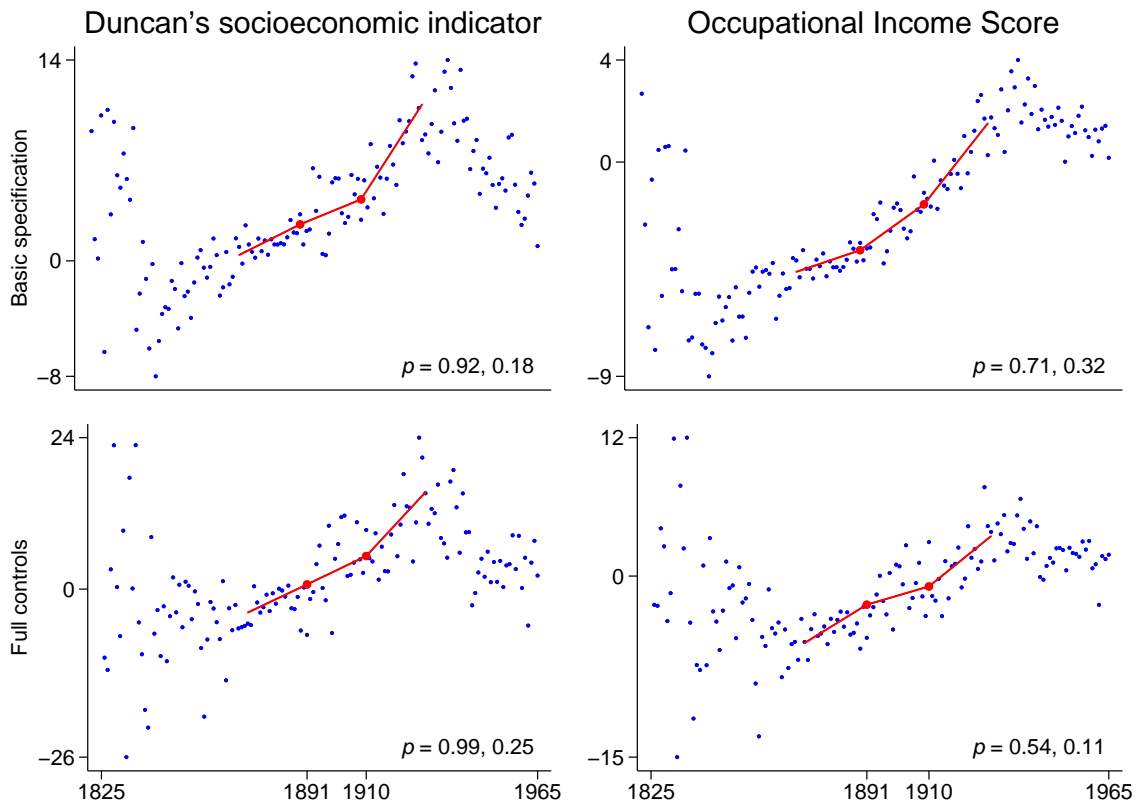 Duncan’s socioeconomic indicator
Occupational Income Score
Basic specification
14
0
−8
p = 0.92, 0.18
4
0
−9
p = 0.71, 0.32
Full controls
24
0
−26
p = 0.99, 0.25
1825 1891 1910 1965
12
0
−15
p = 0.54, 0.11
1825 1891 1910 1965